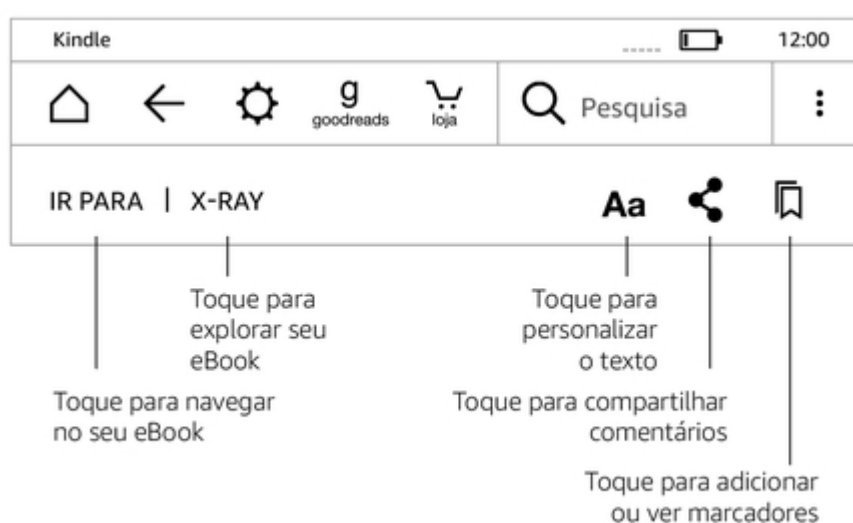 Kindle 12:00
g
goodreads loja Pesquisa
IR PARA | X-RAY Aa
Toque para
explorar seu
eBook
Toque para
personalizar
o texto
Toque para navegar
no seu eBook
Toque para compartilhar
comentários
Toque para adicionar
ou ver marcadores